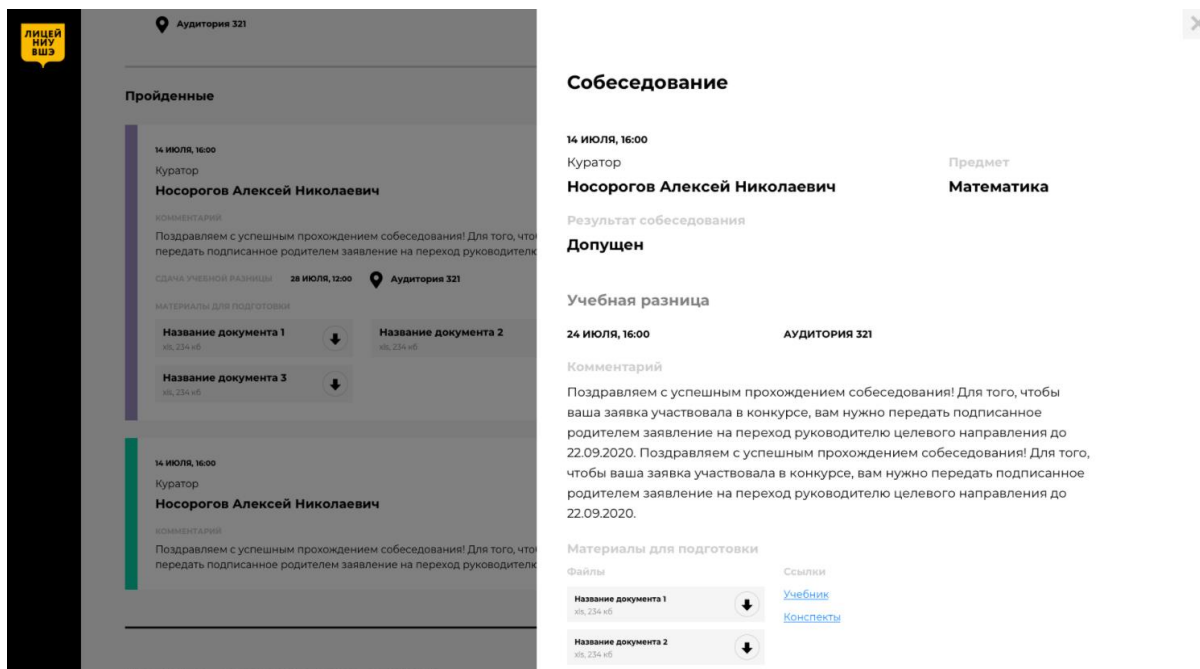 ЛИЦЕЙ
НИУ
ВШЭ
Аудитория 321
Пройденные
14 ИЮЛЯ, 16:00
Куратор
Носорогов Алексей Николаевич
КОММЕНТАРИЙ
Поздравляем с успешным прохождением собеседования! Для того, что
передать подписанное родителем заявление на переход руководител
СДАЧА УЧЕБНОЙ РАЗНИЦЫ 28 ИЮЛЯ, 12:00 Аудитория 321
МАТЕРИАЛЫ ДЛЯ ПОДГОТОВКИ
Название документа 1 Название документа 2
xls, 234 кб xls, 234 кб
Название документа 3
xls, 234 кб
14 ИЮЛЯ, 16:00
Куратор
Носорогов Алексей Николаевич
КОММЕНТАРИЙ
Поздравляем с успешным прохождением собеседования! Для того, что
передать подписанное родителем заявление на переход руководител
Собеседование
14 ИЮЛЯ, 16:00
Куратор Предмет
Носорогов Алексей Николаевич Математика
Результат собеседования
Допущен
Учебная разница
24 ИЮЛЯ, 16:00 АУДИТОРИЯ 321
Комментарий
Поздравляем с успешным прохождением собеседования! Для того, чтобы
ваша заявка участвовала в конкурсе, вам нужно передать подписанное
родителем заявление на переход руководителю целевого направления до
22.09.2020. Поздравляем с успешным прохождением собеседования! Для того,
чтобы ваша заявка участвовала в конкурсе, вам нужно передать подписанное
родителем заявление на переход руководителю целевого направления до
22.09.2020.
Материалы для подготовки
Файлы Ссылки
Название документа 1 Учебник
xls, 234 кб Конспекты
Название документа 2
xls, 234 кб